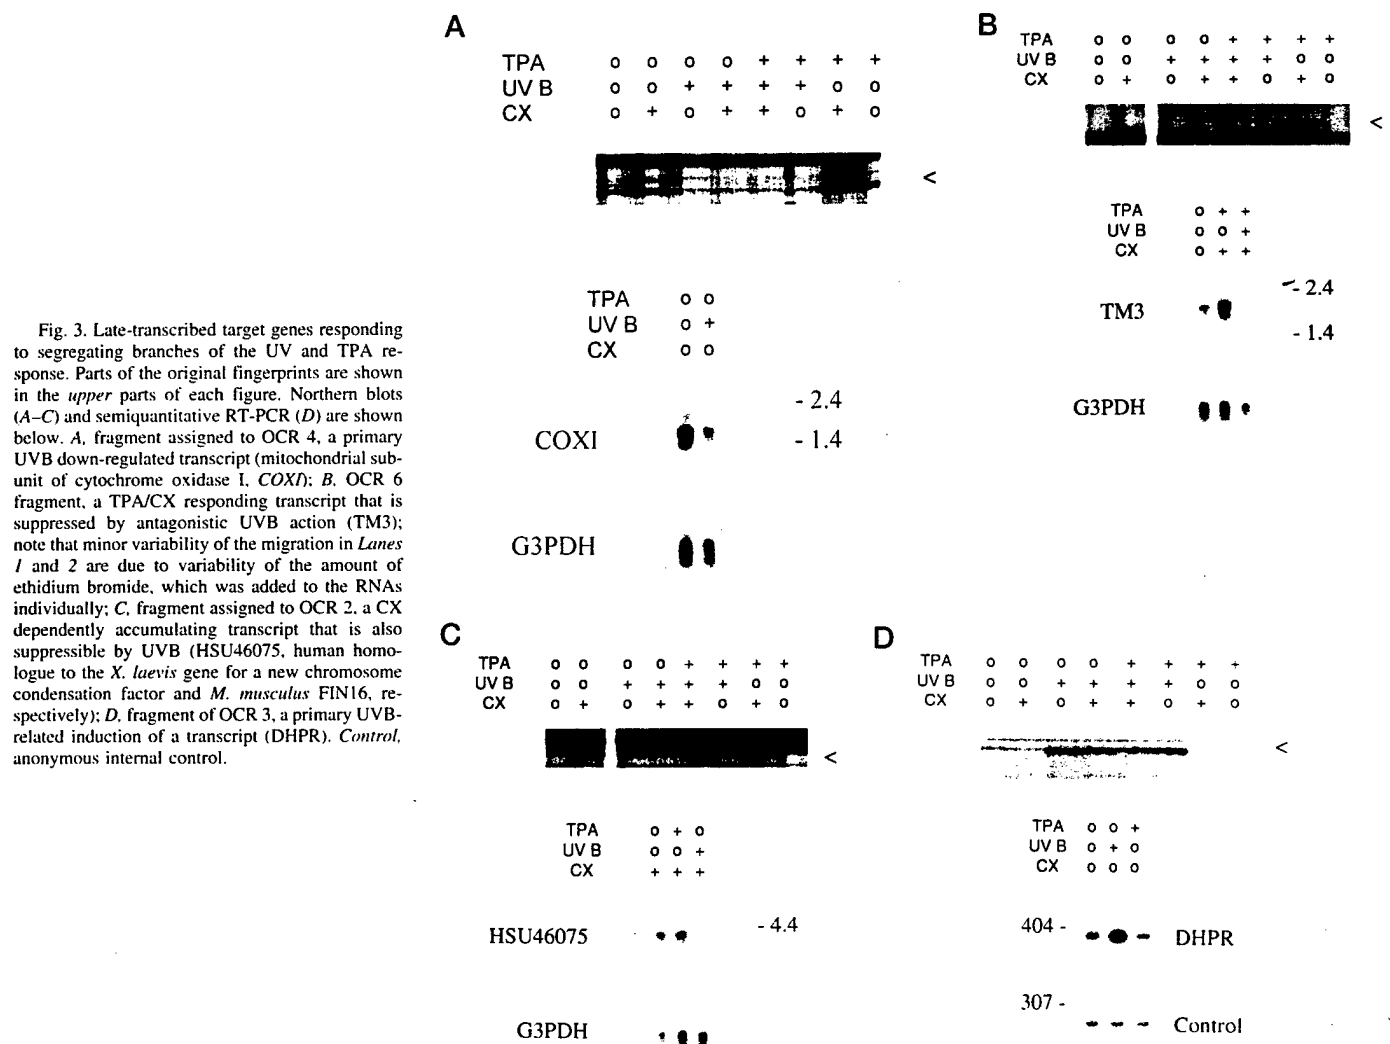 Fig. 3. Late-transcribed target genes responding
to segregating branches of the UV and TPA re-
sponse. Parts of the original fingerprints are shown
in the upper parts of each figure. Northern blots
(A–C) and semiquantitative RT-PCR (D) are shown
below. A, fragment assigned to OCR 4, a primary
UVB down-regulated transcript (mitochondrial sub-
unit of cytochrome oxidase I, COXI); B, OCR 6
fragment, a TPA/CX responding transcript that is
suppressed by antagonistic UVB action (TM3);
note that minor variability of the migration in Lanes
1 and 2 are due to variability of the amount of
ethidium bromide, which was added to the RNAs
individually; C, fragment assigned to OCR 2, a CX
dependently accumulating transcript that is also
suppressible by UVB (HSU46075, human homo-
logue to the X. laevis gene for a new chromosome
condensation factor and M. musculus FIN16, re-
spectively); D, fragment of OCR 3, a primary UVB-
related induction of a transcript (DHPR). Control,
anonymous internal control.
A
TPA o o o o + + + +
UV B o o + + + + o o
CX o + o + + o + o
<
TPA o o
UV B o +
CX o o
- 2.4
COXI - 1.4
G3PDH
B
TPA o o o o + + + +
UV B o o + + + + o o
CX o + o + + o + o
<
TPA o + +
UV B o o +
CX o + +
- 2.4
TM3
- 1.4
G3PDH
C
TPA o o o o + + + +
UV B o o + + + + o o
CX o + o + + o + o
<
TPA o + o
UV B o o +
CX + + +
HSU46075 - 4.4
G3PDH
D
TPA o o o o + + + +
UV B o o + + + + o o
CX o + o + + o + o
<
TPA o o +
UV B o + o
CX o o o
404 - DHPR
307 - Control